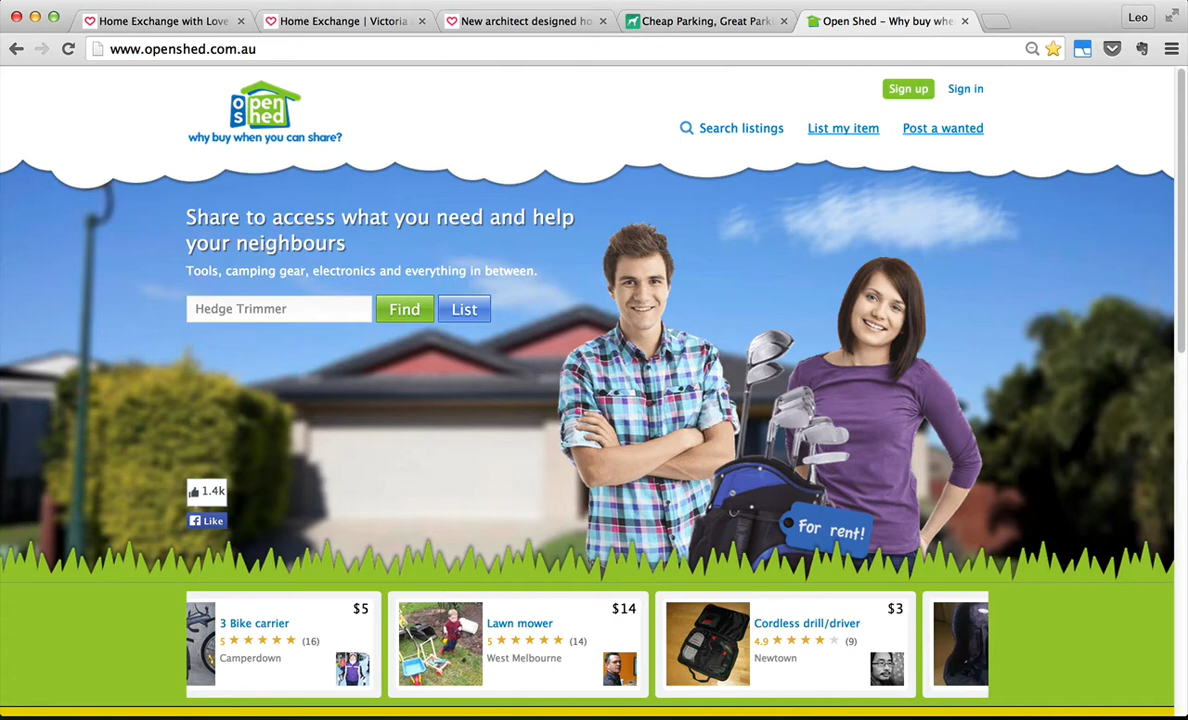 Home Exchange with Love
Home Exchange | Victoria
New architect designed ho
Cheap Parking, Great Park
Open Shed – Why buy whe
Leo
www.openshed.com.au
open
shed
why buy when you can share?
Sign up
Sign in
Search listings
List my item
Post a wanted
Share to access what you need and help
your neighbours
Tools, camping gear, electronics and everything in between.
Hedge Trimmer
Find
List
1.4k
Like
For rent!
$5
3 Bike carrier
5 (16)
Camperdown
$14
Lawn mower
5 (14)
West Melbourne
$3
Cordless drill/driver
4.9 (9)
Newtown